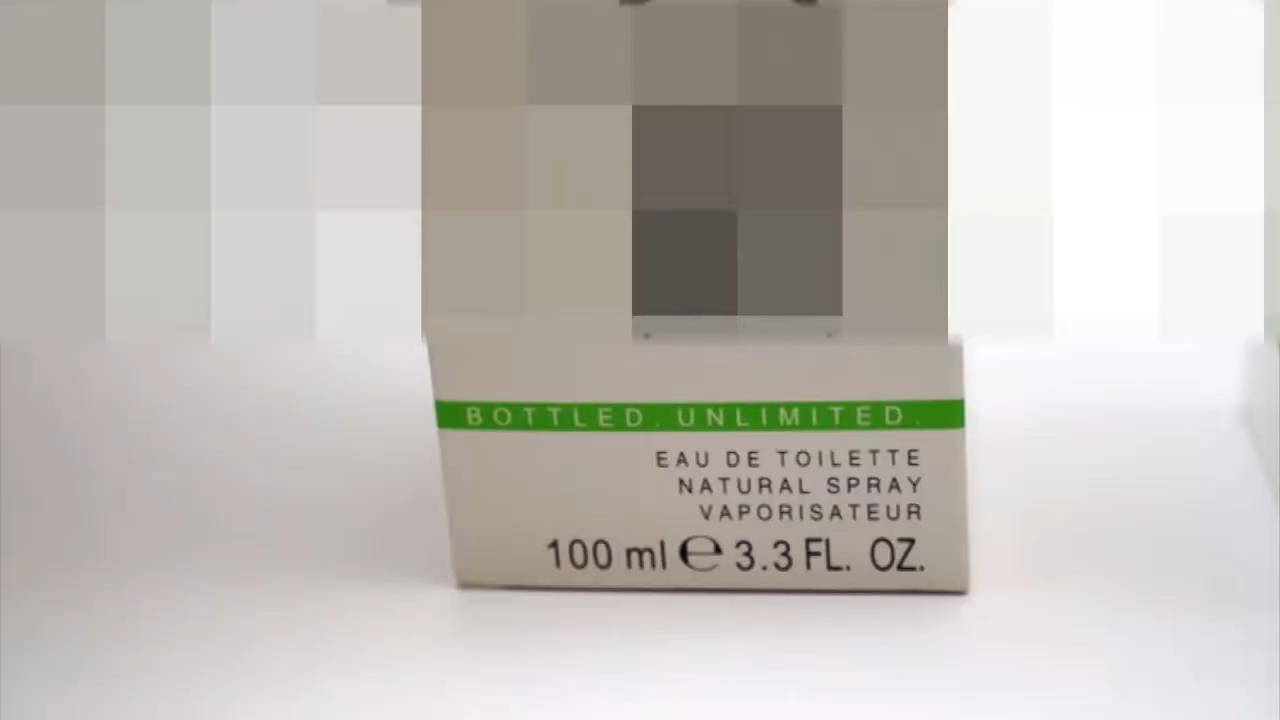 BOTTLED. UNLIMITED.
EAU DE TOILETTE
NATURAL SPRAY
VAPORISATEUR
100 ml ℮ 3.3 FL. OZ.